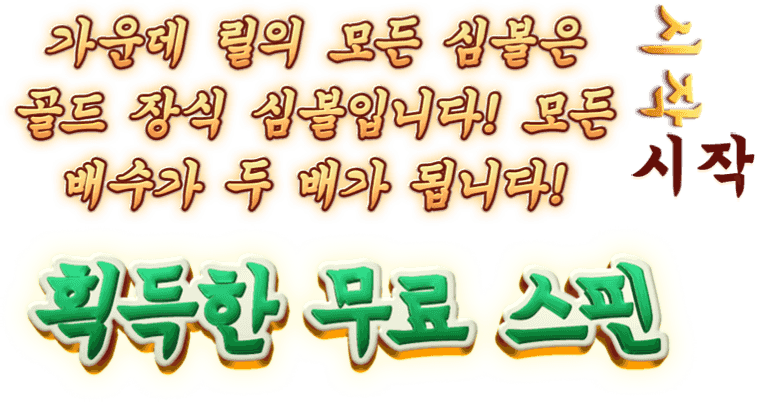 가운데 릴의 모든 심볼은
골드 장식 심볼입니다! 모든
배수가 두 배가 됩니다!
시작
시작
획득한 무료 스핀